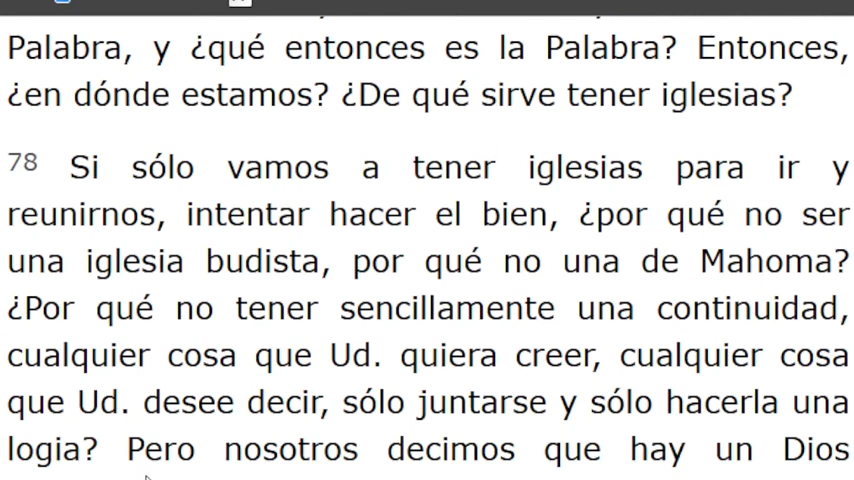 Palabra, y ¿qué entonces es la Palabra? Entonces,
¿en dónde estamos? ¿De qué sirve tener iglesias?
78 Si sólo vamos a tener iglesias para ir y
reunirnos, intentar hacer el bien, ¿por qué no ser
una iglesia budista, por qué no una de Mahoma?
¿Por qué no tener sencillamente una continuidad,
cualquier cosa que Ud. quiera creer, cualquier cosa
que Ud. desee decir, sólo juntarse y sólo hacerla una
logia? Pero nosotros decimos que hay un Dios